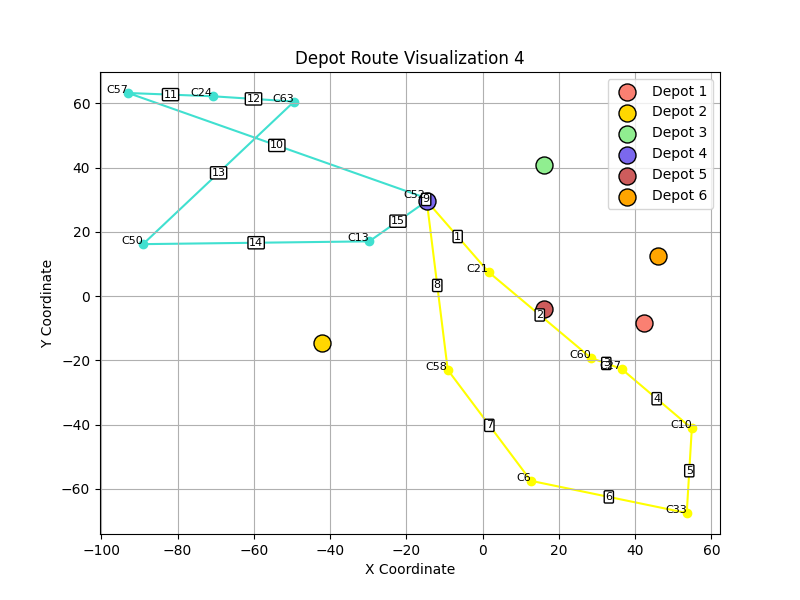 Depot Route Visualization 4
Depot 1
Depot 2
Depot 3
Depot 4
Depot 5
Depot 6
Y Coordinate
60
40
20
0
−20
−40
−60
C57
11
C24
12
C63
10
13
C52
9
C50
14
C13
15
1
C21
8
2
C60
3
C58
4
C10
7
5
C6
6
C33
−100
−80
−60
−40
−20
0
20
40
60
X Coordinate